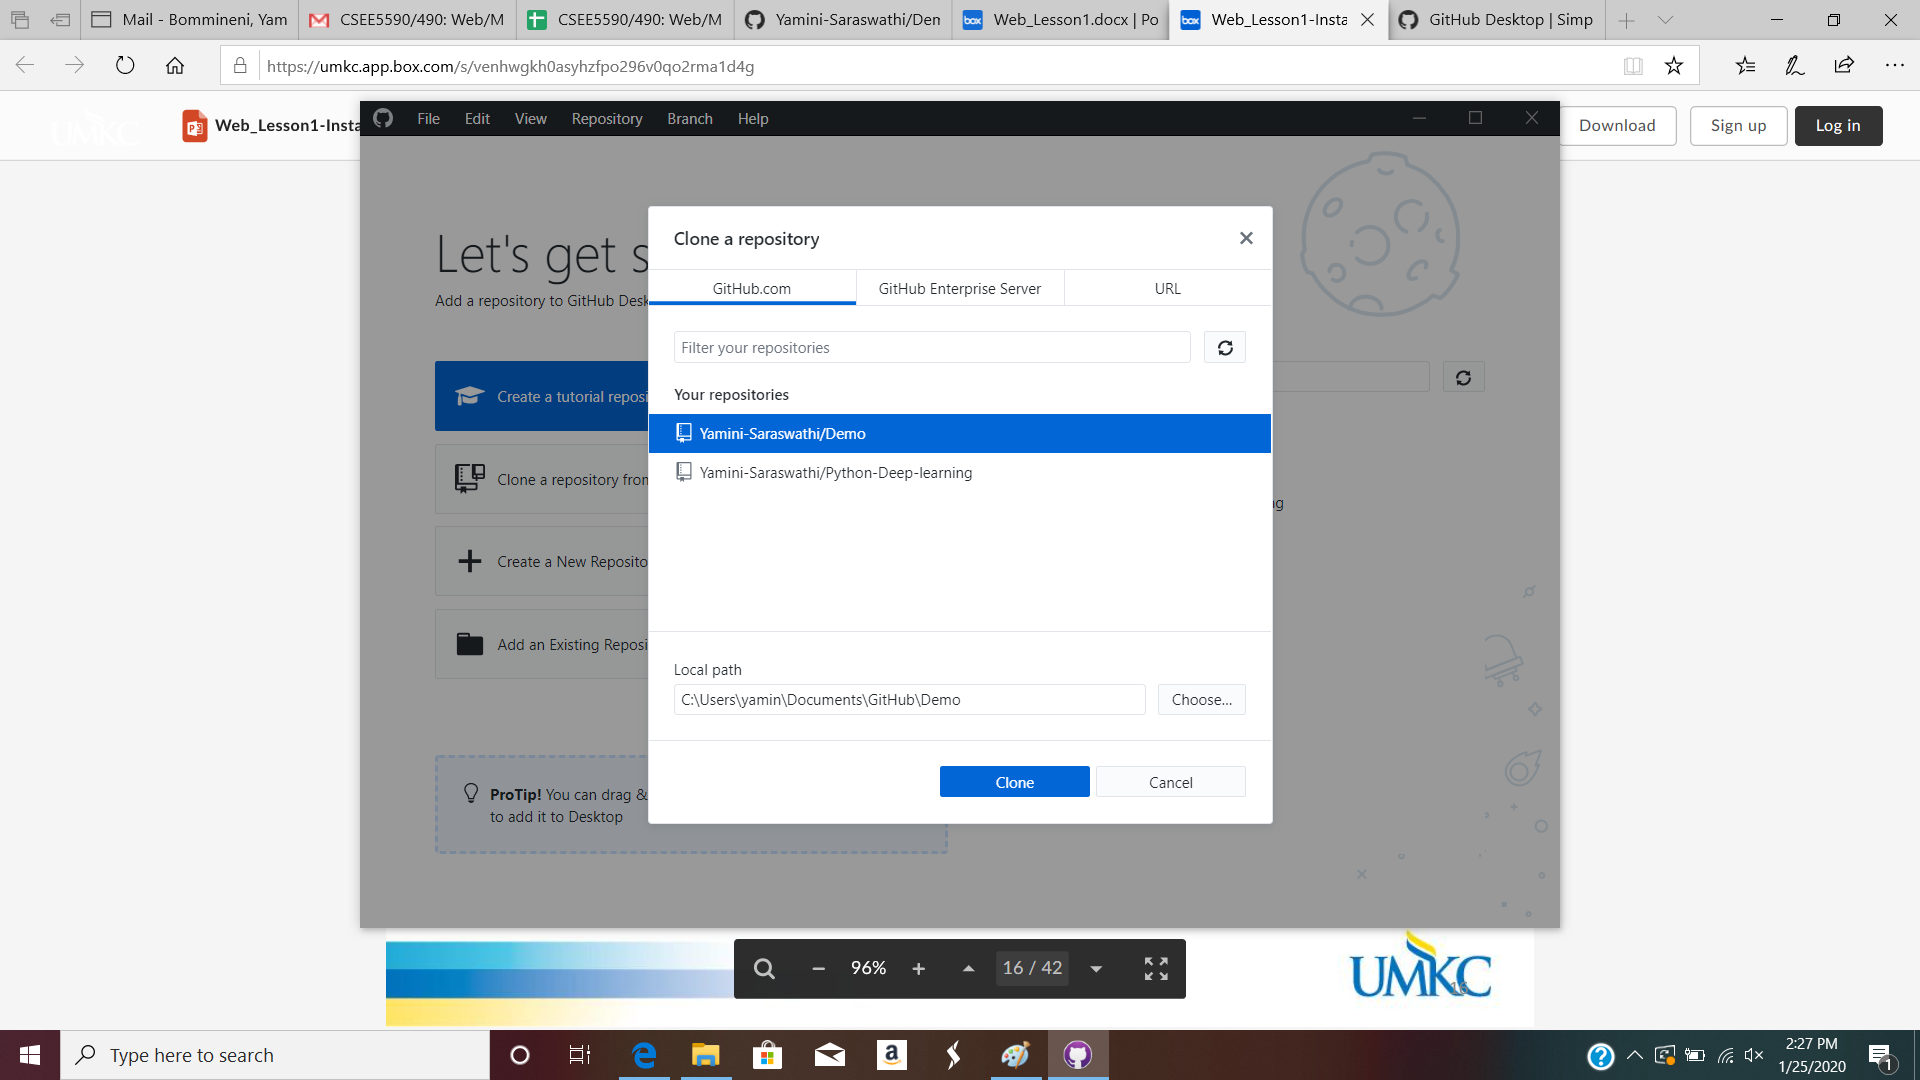 Mail - Bommineni, Yam
CSEE5590/490: Web/M
CSEE5590/490: Web/M
Yamini-Saraswathi/Dem
Web_Lesson1.docx | Po
Web_Lesson1-Insta
GitHub Desktop | Simp
https://umkc.app.box.com/s/venhwgkh0asyhzfpo296v0qo2rma1d4g
UMKC
Web_Lesson1-Insta
File Edit View Repository Branch Help
Download
Sign up
Log in
Let's get s
Add a repository to GitHub Desk
Create a tutorial reposi
Clone a repository from
Create a New Reposito
Add an Existing Reposi
ProTip! You can drag &
to add it to Desktop
ng
Clone a repository
GitHub.com
GitHub Enterprise Server
URL
Filter your repositories
Your repositories
Yamini-Saraswathi/Demo
Yamini-Saraswathi/Python-Deep-learning
Local path
C:\Users\yamin\Documents\GitHub\Demo
Choose...
Clone
Cancel
96%
16 / 42
UMKC
16
Type here to search
2:27 PM
1/25/2020
1